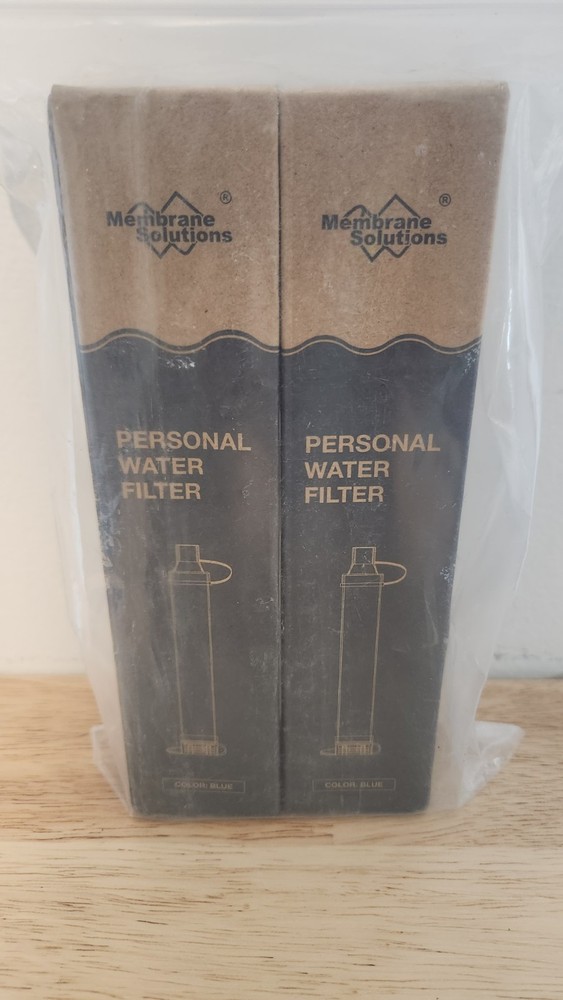 Membrane
Solutions
®
PERSONAL
WATER
FILTER
COLOR: BLUE
Membrane
Solutions
®
PERSONAL
WATER
FILTER
COLOR: BLUE